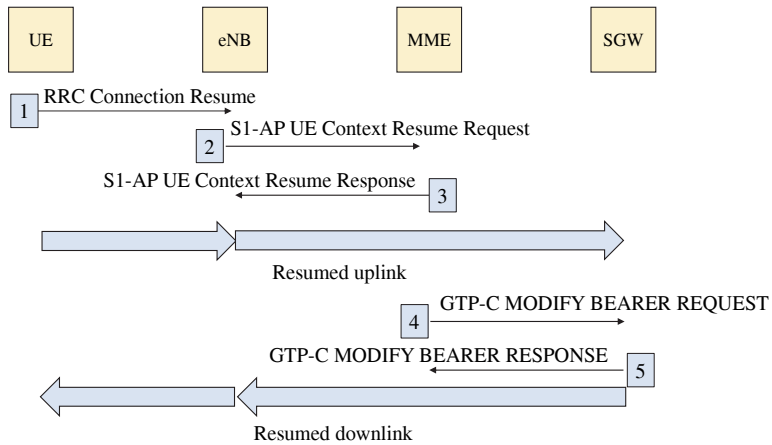 UE
eNB
MME
SGW
1
RRC Connection Resume
2
S1-AP UE Context Resume Request
S1-AP UE Context Resume Response
3
Resumed uplink
4
GTP-C MODIFY BEARER REQUEST
GTP-C MODIFY BEARER RESPONSE
5
Resumed downlink